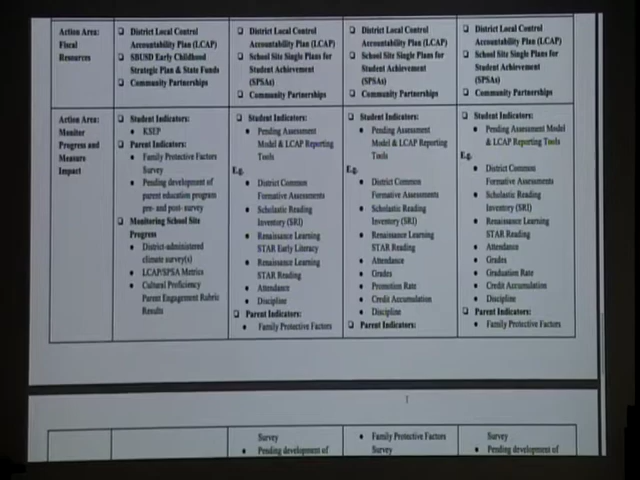 Action Area:
Fiscal
Resources
❑ District Local Control
Accountability Plan (LCAP)
❑ SBUSD Early Childhood
Strategic Plan & State Funds
❑ Community Partnerships
❑ District Local Control
Accountability Plan (LCAP)
❑ School Site Single Plans for
Student Achievement
(SPSAs)
❑ Community Partnerships
❑ District Local Control
Accountability Plan (LCAP)
❑ School Site Single Plans for
Student Achievement
(SPSAs)
❑ Community Partnerships
❑ District Local Control
Accountability Plan (LCAP)
❑ School Site Single Plans for
Student Achievement
(SPSAs)
❑ Community Partnerships
Action Area:
Monitor
Progress and
Measure
Impact
❑ Student Indicators:
• KSEP
❑ Parent Indicators:
• Family Protective Factors
Survey
• Pending development of
parent education program
pre- and post- survey
❑ Monitoring School Site
Progress
• District-administered
climate survey(s)
• LCAP/SPSA Metrics
• Cultural Proficiency
Parent Engagement Rubric
Results
❑ Student Indicators:
• Pending Assessment
Model & LCAP Reporting
Tools
E.g.
• District Common
Formative Assessments
• Scholastic Reading
Inventory (SRI)
• Renaissance Learning
STAR Early Literacy
• Renaissance Learning
STAR Reading
• Attendance
• Discipline
❑ Parent Indicators:
• Family Protective Factors
❑ Student Indicators:
• Pending Assessment
Model & LCAP Reporting
Tools
E.g.
• District Common
Formative Assessments
• Scholastic Reading
Inventory (SRI)
• Renaissance Learning
STAR Reading
• Attendance
• Grades
• Promotion Rate
• Credit Accumulation
• Discipline
❑ Parent Indicators:
❑ Student Indicators:
• Pending Assessment Model
& LCAP Reporting Tools
E.g.
• District Common
Formative Assessments
• Scholastic Reading
Inventory (SRI)
• Renaissance Learning
STAR Reading
• Attendance
• Grades
• Graduation Rate
• Credit Accumulation
• Discipline
❑ Parent Indicators:
• Family Protective Factors
Survey
• Pending development of
• Family Protective Factors
Survey
Survey
• Pending development of